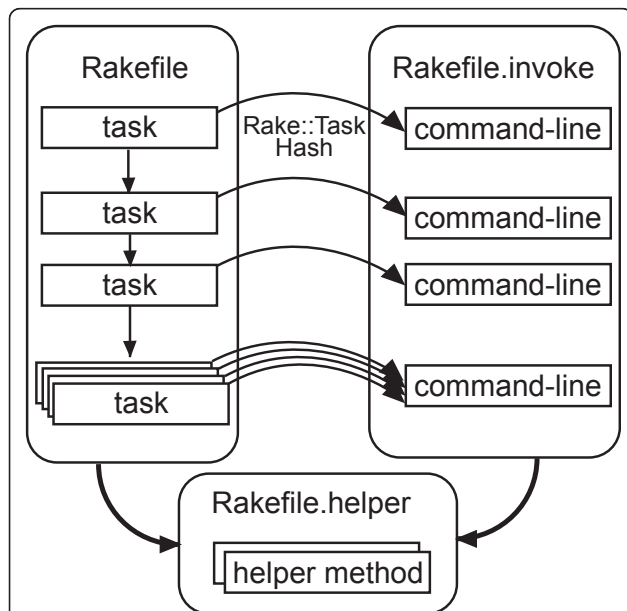 Rakefile
Rakefile.invoke
task
Rake::Task
Hash
command-line
task
command-line
task
command-line
task
command-line
Rakefile.helper
helper method